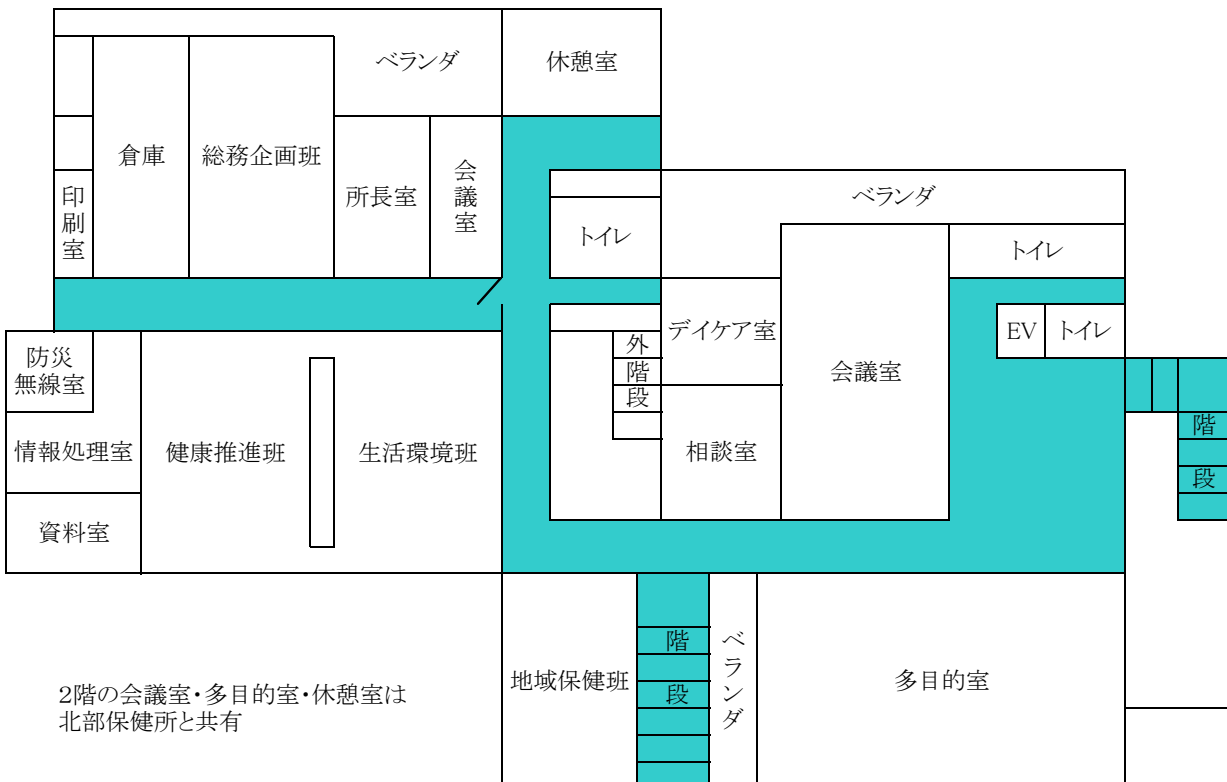 ベランダ
休憩室
倉庫
総務企画班
所長室
会議室
印刷室
トイレ
ベランダ
トイレ
デイケア室
会議室
EV
トイレ
外階段
防災
無線室
情報処理室
健康推進班
生活環境班
相談室
階段
資料室
地域保健班
階段
ベランダ
多目的室
2階の会議室・多目的室・休憩室は
北部保健所と共有